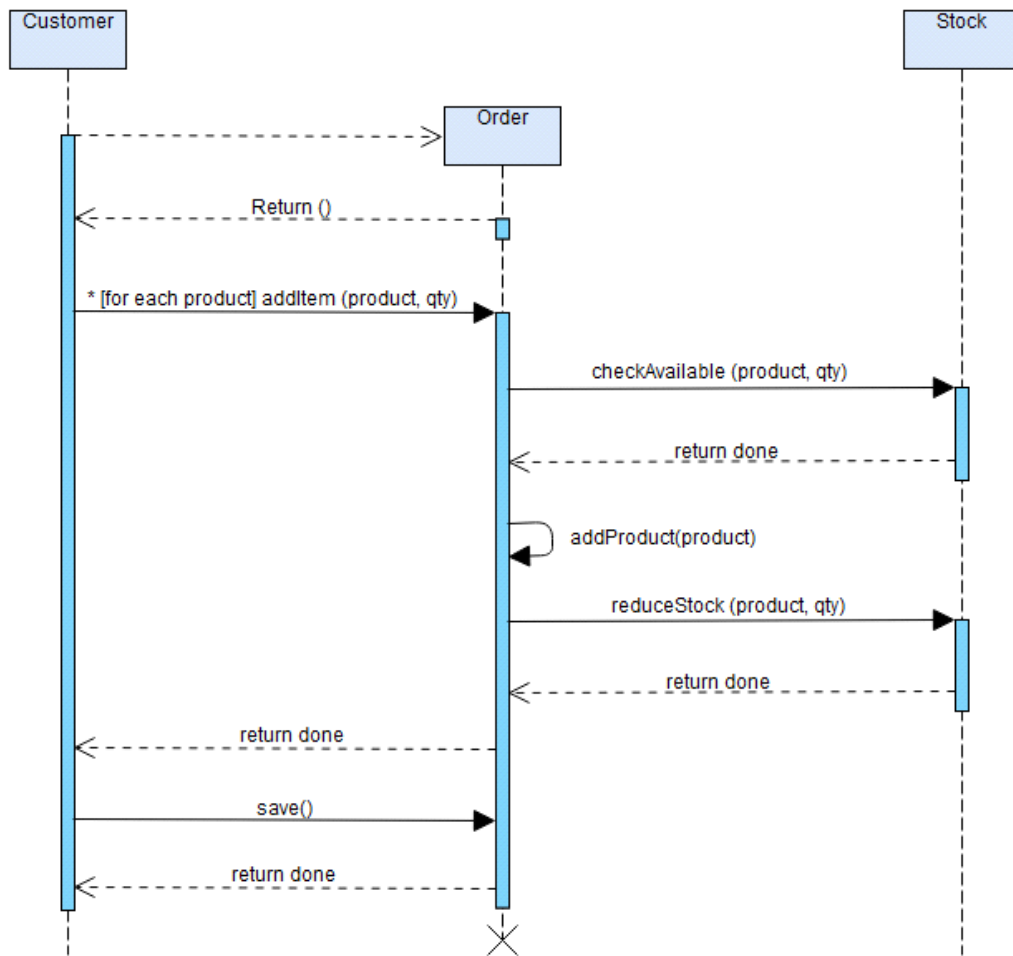 Customer
Stock
Order
Return ()
* [for each product] addItem (product, qty)
checkAvailable (product, qty)
return done
addProduct(product)
reduceStock (product, qty)
return done
return done
save()
return done